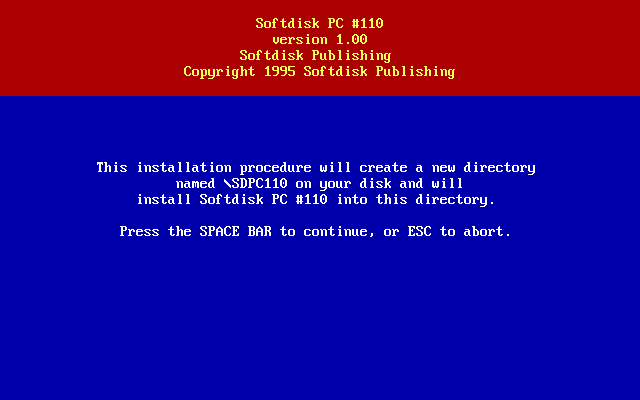 Softdisk PC #110
version 1.00
Softdisk Publishing
Copyright 1995 Softdisk Publishing
This installation procedure will create a new directory
named \SDPC110 on your disk and will
install Softdisk PC #110 into this directory.
Press the SPACE BAR to continue, or ESC to abort.